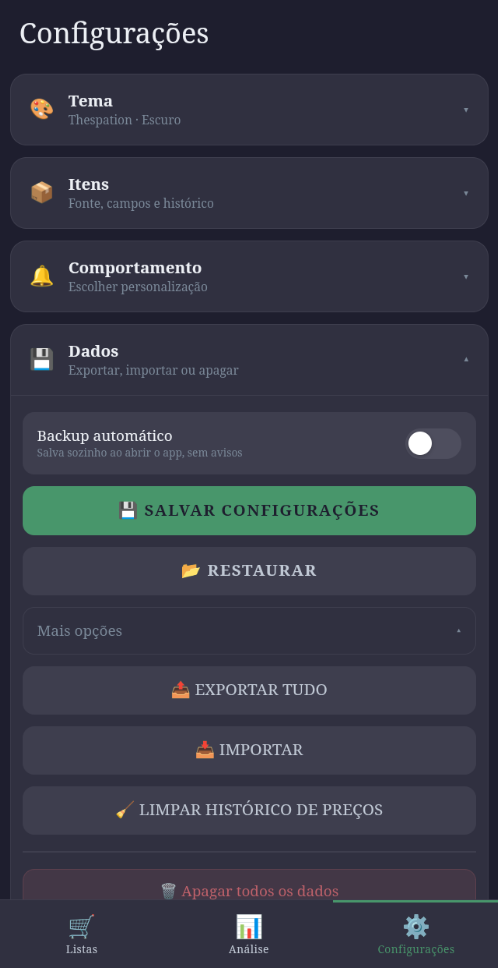 Configurações
Tema
Thespation · Escuro
Itens
Fonte, campos e histórico
Comportamento
Escolher personalização
Dados
Exportar, importar ou apagar
Backup automático
Salva sozinho ao abrir o app, sem avisos
SALVAR CONFIGURAÇÕES
RESTAURAR
Mais opções
EXPORTAR TUDO
IMPORTAR
LIMPAR HISTÓRICO DE PREÇOS
Apagar todos os dados
Listas
Análise
Configurações